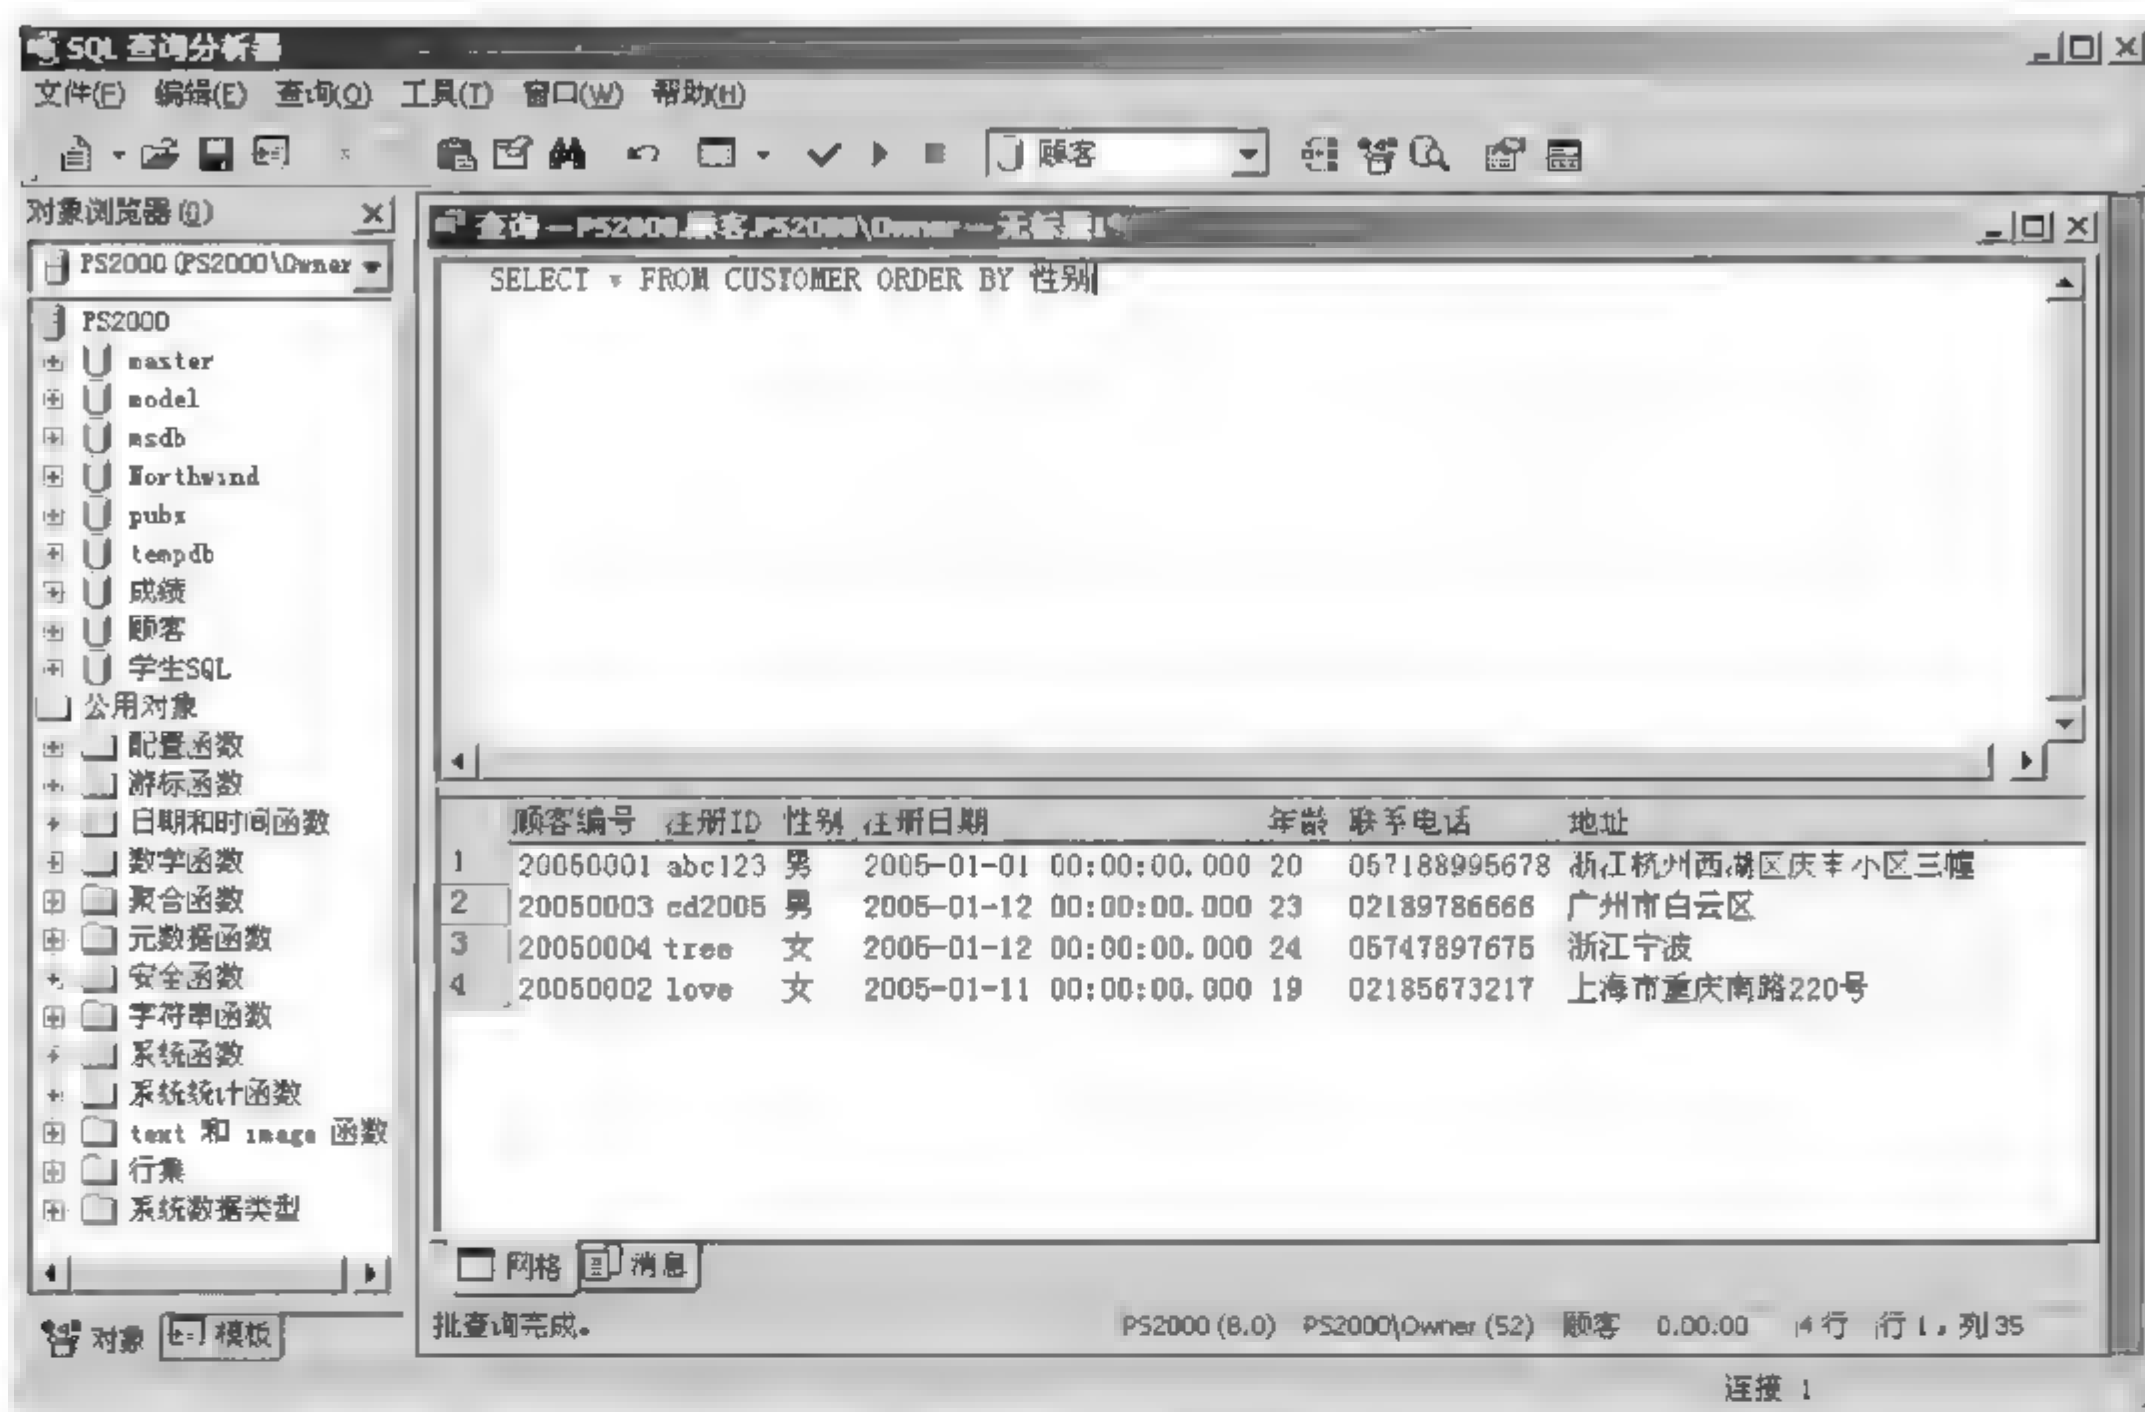 SQL 查询分析器
文件(F) 编辑(E) 查询(Q) 工具(T) 窗口(W) 帮助(H)
顾客
对象浏览器(Q)
PS2000 (PS2000\Owner
PS2000
master
model
msdb
Northwind
pubs
tempdb
成绩
顾客
学生SQL
公用对象
配置函数
游标函数
日期和时间函数
数学函数
聚合函数
元数据函数
安全函数
字符串函数
系统函数
系统统计函数
text 和 image 函数
行集
系统数据类型
对象 模板
查询 — PS2000.顾客.PS2000\Owner — 无标题1
SELECT * FROM CUSTOMER ORDER BY 性别
顾客编号 注册ID 性别 注册日期 年龄 联系电话 地址
1 20050001 abc123 男 2005-01-01 00:00:00.000 20 057188995678 浙江杭州西湖区庆丰小区三幢
2 20050003 cd2005 男 2005-01-12 00:00:00.000 23 02189786666 广州市白云区
3 20050004 tree 女 2005-01-12 00:00:00.000 24 05747897675 浙江宁波
4 20050002 love 女 2005-01-11 00:00:00.000 19 02185673217 上海市重庆南路220号
网格 消息
批查询完成。 PS2000 (8.0) PS2000\Owner (52) 顾客 0:00:00 4 行 行 1, 列 35
连接 1